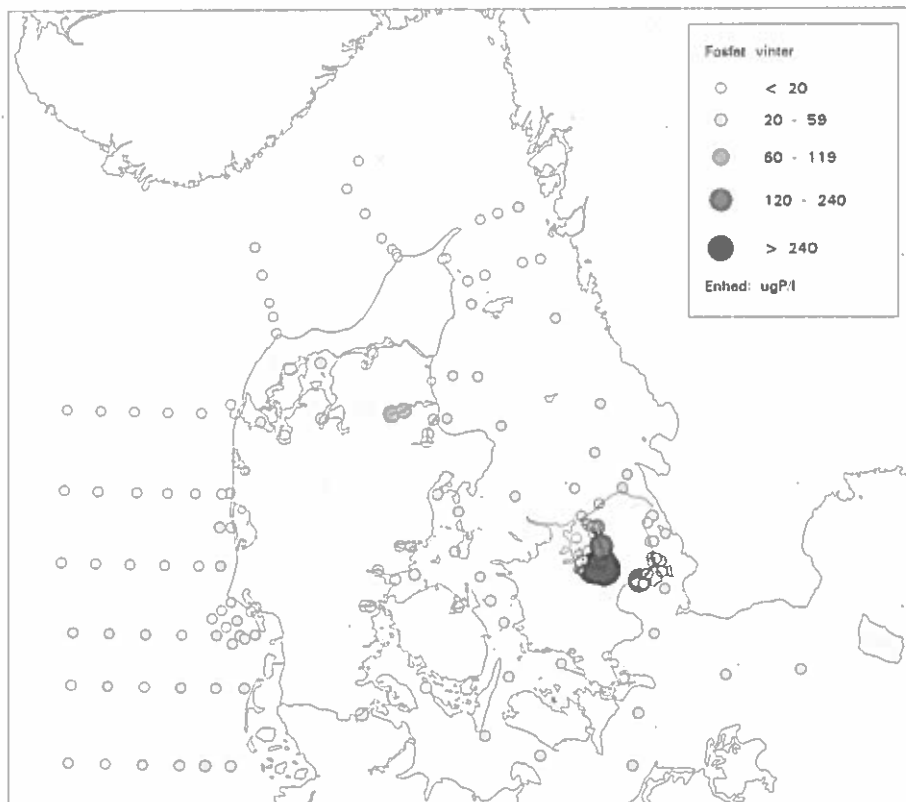 Fosfat vinter
< 20
20 - 59
60 - 119
120 - 240
> 240
Enhed: ugP/l